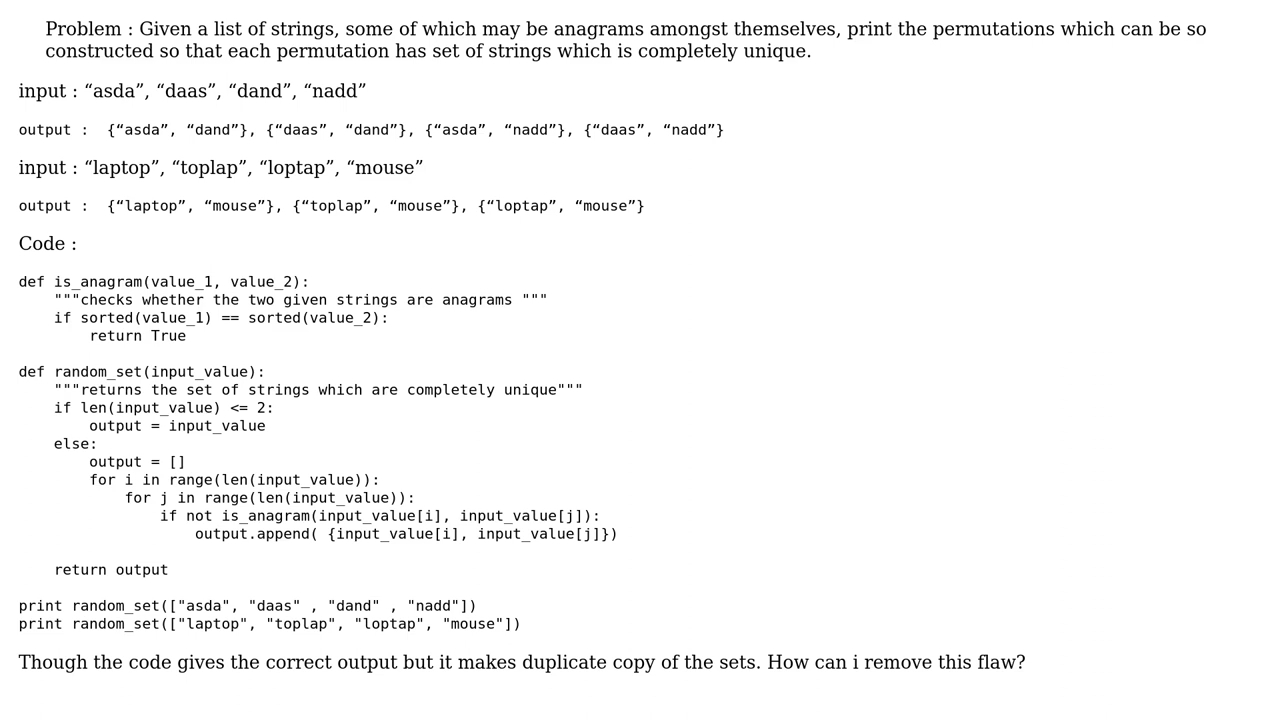 Problem : Given a list of strings, some of which may be anagrams amongst themselves, print the permutations which can be so
constructed so that each permutation has set of strings which is completely unique.
input : “asda”, “daas”, “dand”, “nadd”
output :  {“asda”, “dand”}, {“daas”, “dand”}, {“asda”, “nadd”}, {“daas”, “nadd”}
input : “laptop”, “toplap”, “loptap”, “mouse”
output :  {“laptop”, “mouse”}, {“toplap”, “mouse”}, {“loptap”, “mouse”}
Code :
def is_anagram(value_1, value_2):
    """checks whether the two given strings are anagrams """
    if sorted(value_1) == sorted(value_2):
        return True
def random_set(input_value):
    """returns the set of strings which are completely unique"""
    if len(input_value) <= 2:
        output = input_value
    else:
        output = []
        for i in range(len(input_value)):
            for j in range(len(input_value)):
                if not is_anagram(input_value[i], input_value[j]):
                    output.append( {input_value[i], input_value[j]})
    return output
print random_set(["asda", "daas" , "dand" , "nadd"])
print random_set(["laptop", "toplap", "loptap", "mouse"])
Though the code gives the correct output but it makes duplicate copy of the sets. How can i remove this flaw?